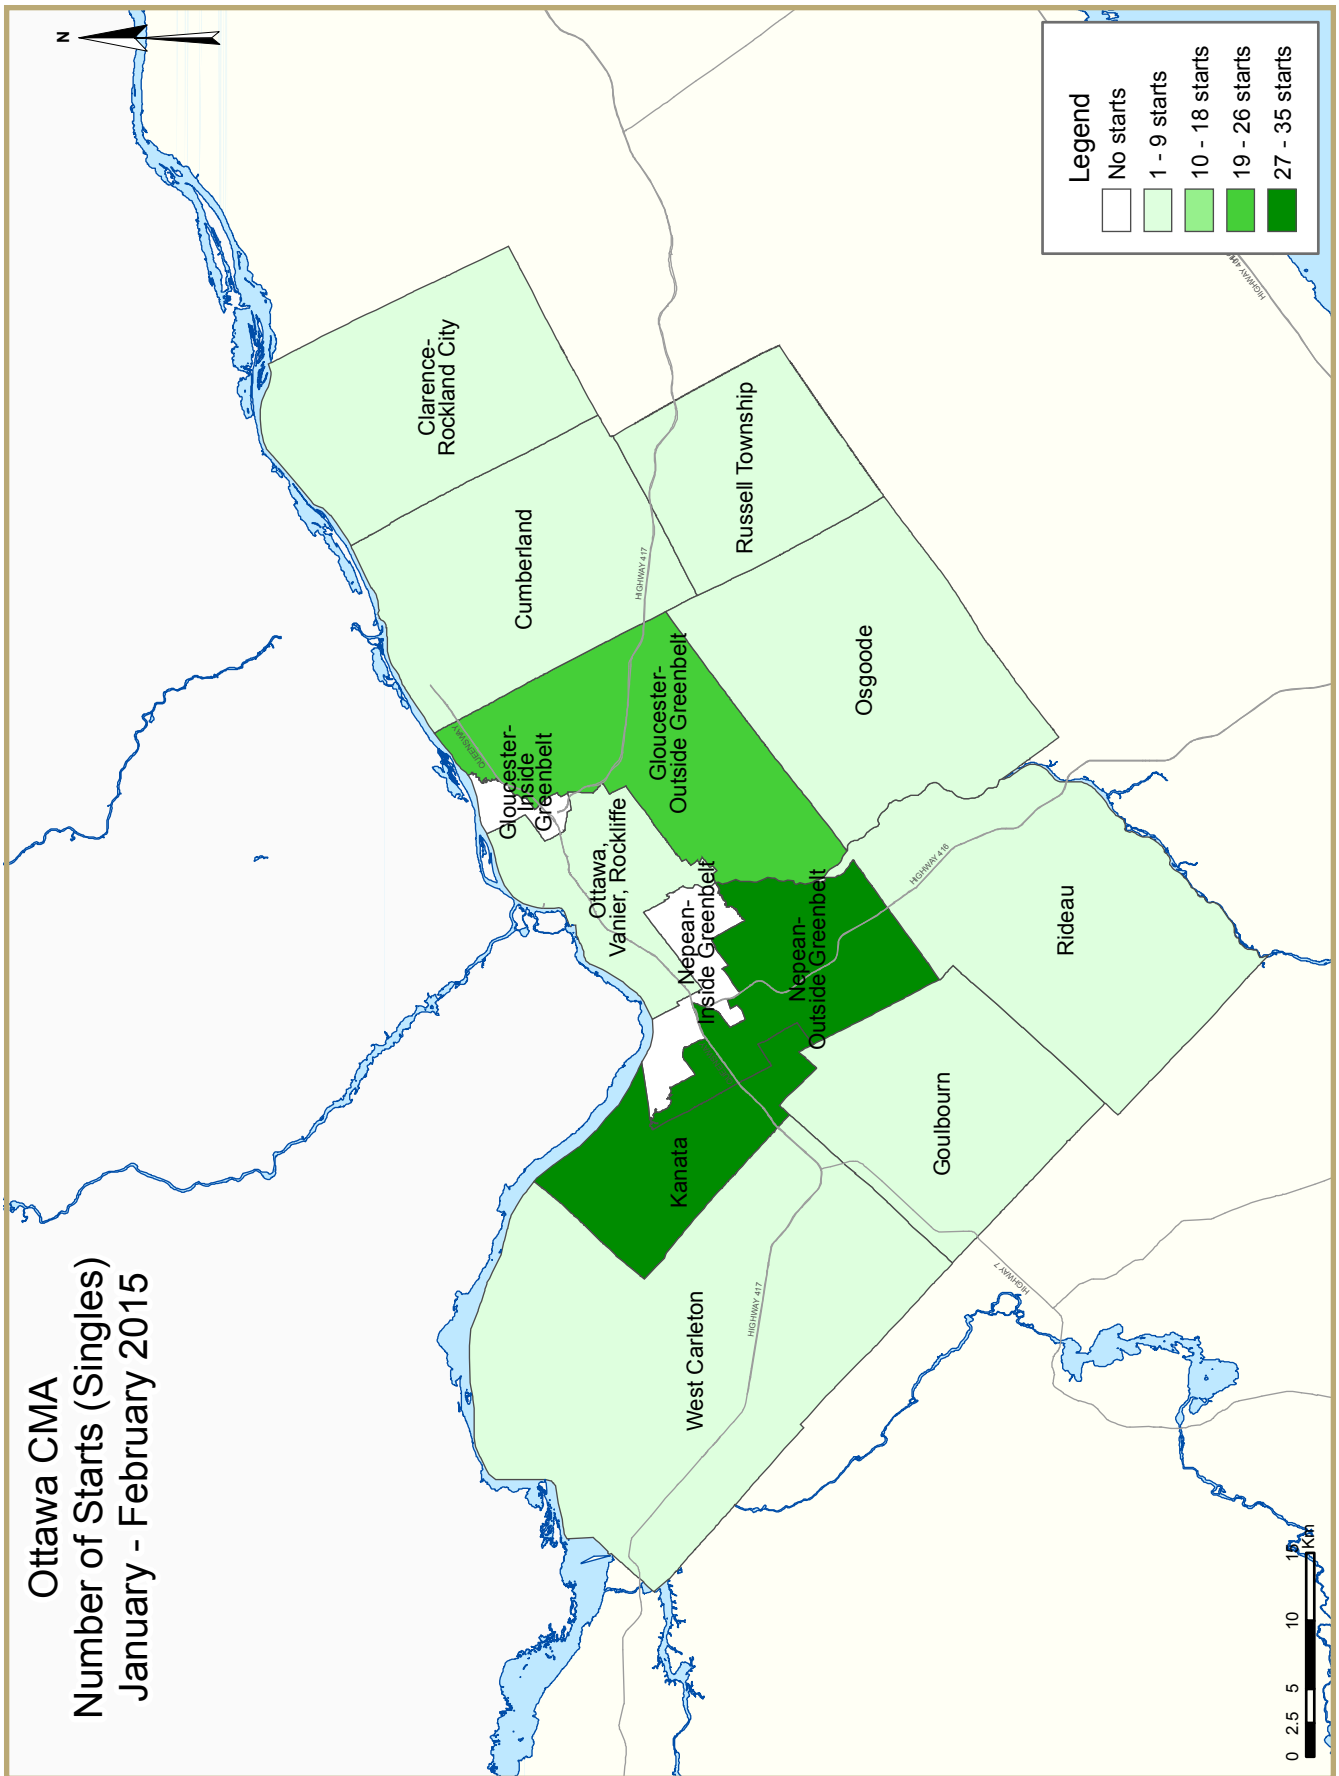 Ottawa CMA
Number of Starts (Singles)
January - February 2015
N
Legend
No starts
1 - 9 starts
10 - 18 starts
19 - 26 starts
27 - 35 starts
Clarence-
Rockland City
Cumberland
Russell Township
HIGHWAY 417
QUEENSWAY
Gloucester-
Inside
Greenbelt
Gloucester-
Outside Greenbelt
Osgoode
Ottawa,
Vanier, Rockliffe
Nepean-
Inside Greenbelt
Nepean-
Outside Greenbelt
HIGHWAY 416
Rideau
Kanata
Goulbourn
West Carleton
HIGHWAY 417
HIGHWAY 7
0 2.5 5 10 15
Km